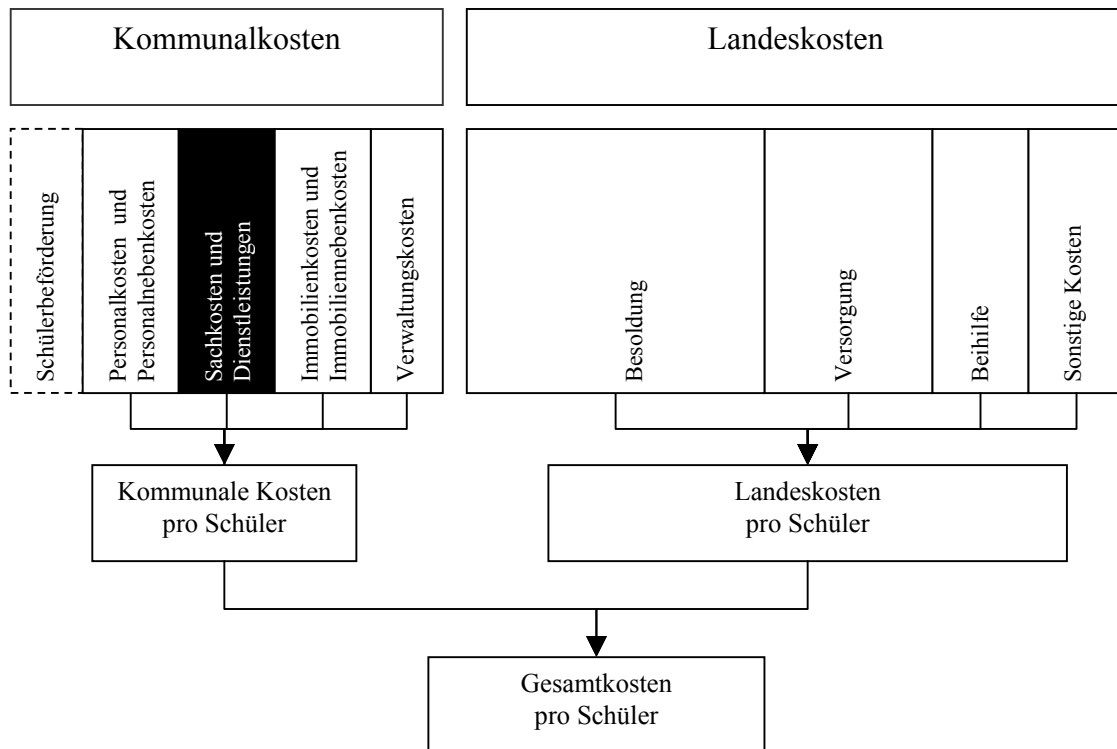 Kommunalkosten
Landeskosten
Schülerbeförderung
Personalkosten und
Personalnebenkosten
Sachkosten und
Dienstleistungen
Immobilienkosten und
Immobiliennebenkosten
Verwaltungskosten
Besoldung
Versorgung
Beihilfe
Sonstige Kosten
Kommunale Kosten
pro Schüler
Landeskosten
pro Schüler
Gesamtkosten
pro Schüler